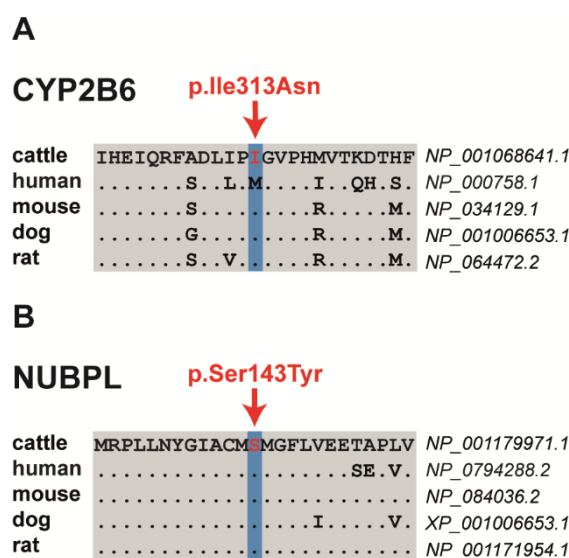 A
CYP2B6
p.Ile313Asn
cattle IHEIQRFADLIPIGVPHMVTKDTHF NP_001068641.1
human .......S..L.M....I..QH.S. NP_000758.1
mouse .......S.........R.....M. NP_034129.1
dog .......G.........R.....M. NP_001006653.1
rat .......S..V......R.....M. NP_064472.2
B
NUBPL
p.Ser143Tyr
cattle MRPLLNYGIACMSMGFLVEETAPLV NP_001179971.1
human ....................SE.V. NP_0794288.2
mouse ......................... NP_084036.2
dog .................I.....V. XP_001006653.1
rat ......................... NP_001171954.1